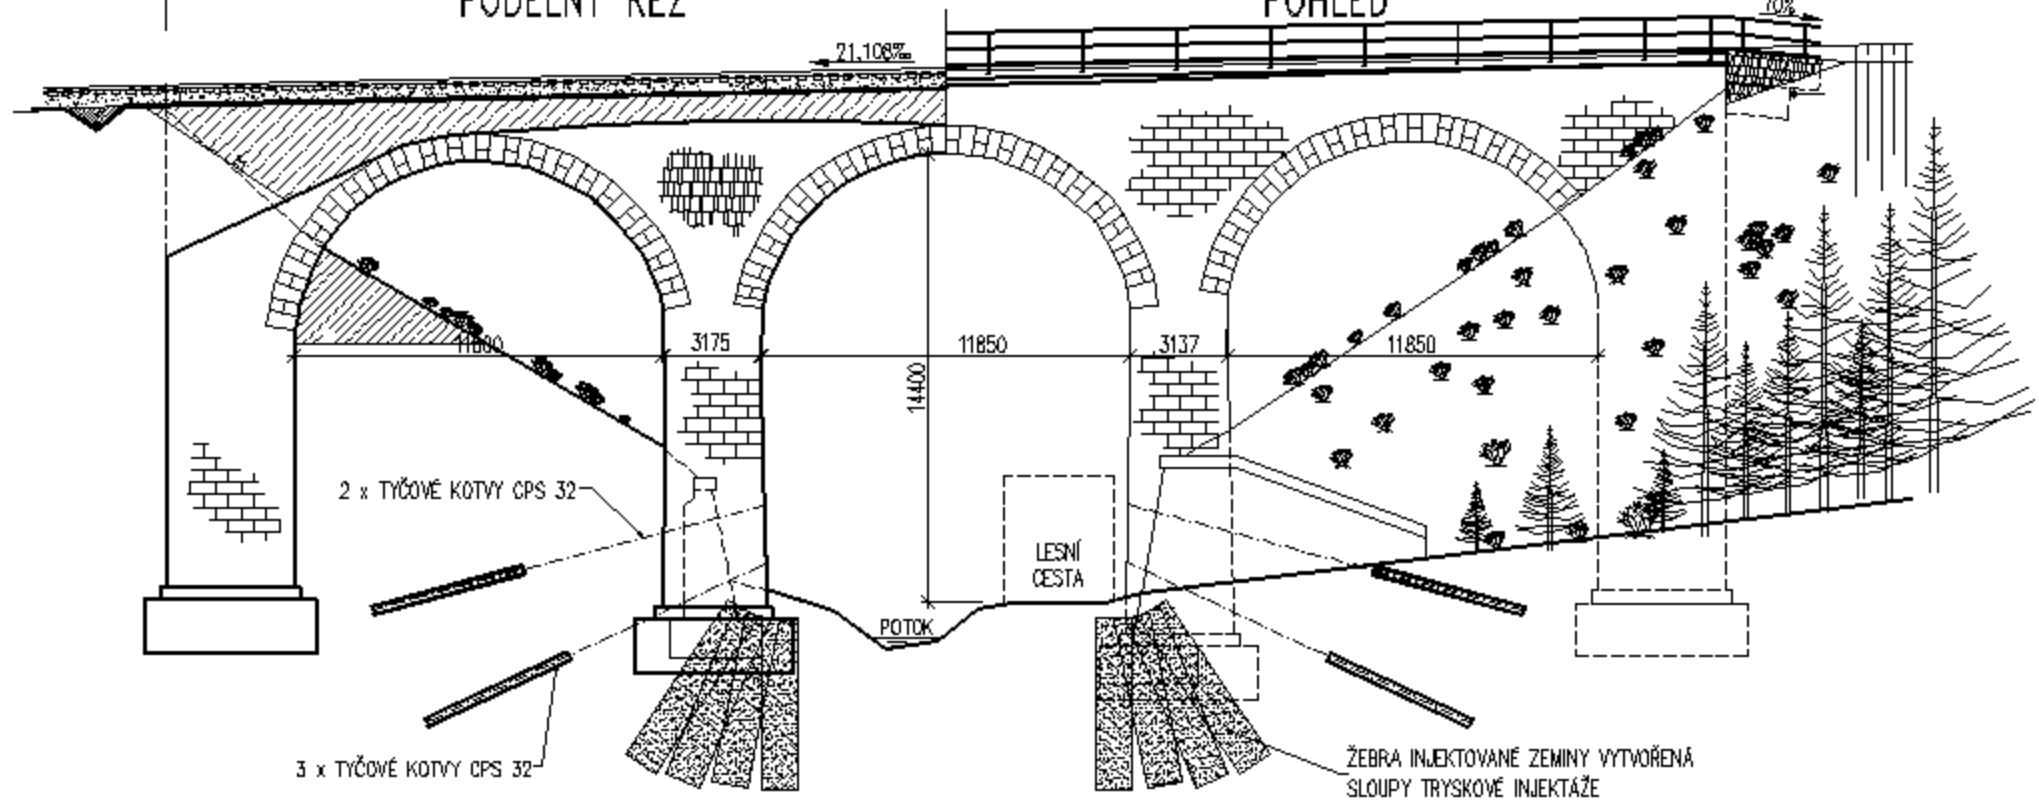 PODÉLNÝ ŘEZ
POHLED
70%
21,108‰
3175
11850
3137
11850
14400
2 x TYČOVÉ KOTVY CPS 32
LESNÍ
CESTA
POTOK
3 x TYČOVÉ KOTVY CPS 32
ŽEBRA INJEKTOVANÉ ZEMINY VYTVOŘENÁ
SLOUPY TRYSKOVÉ INJEKTÁŽE